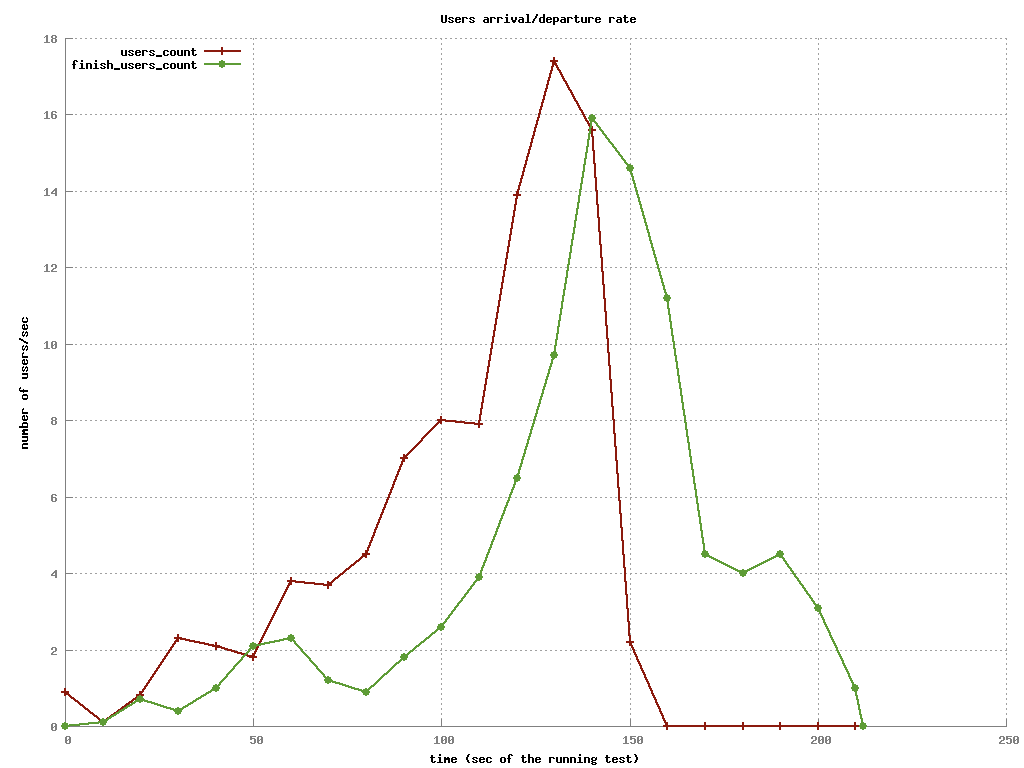 Users arrival/departure rate
18
users_count
finish_users_count
16
14
12
10
8
6
4
2
0
number of users/sec
0 50 100 150 200 250
time (sec of the running test)